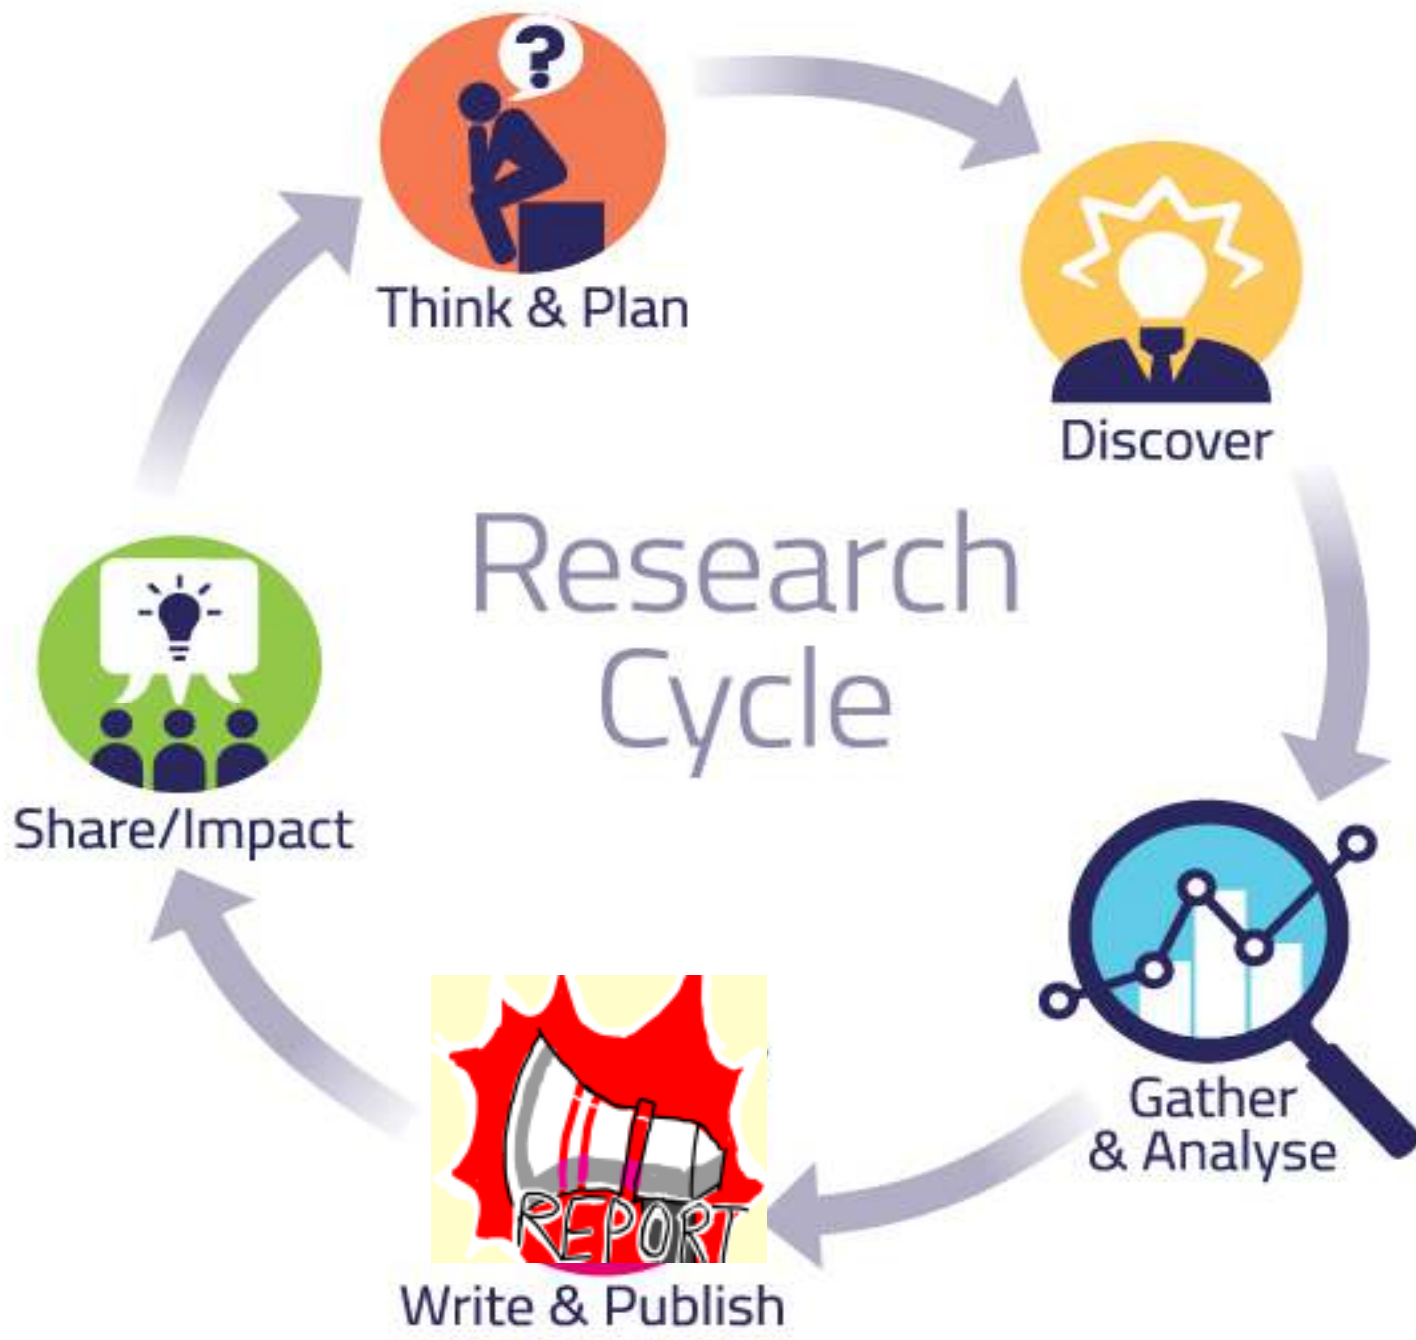 ?
Think & Plan
Discover
Research
Cycle
Share/Impact
Gather
& Analyse
REPORT
Write & Publish